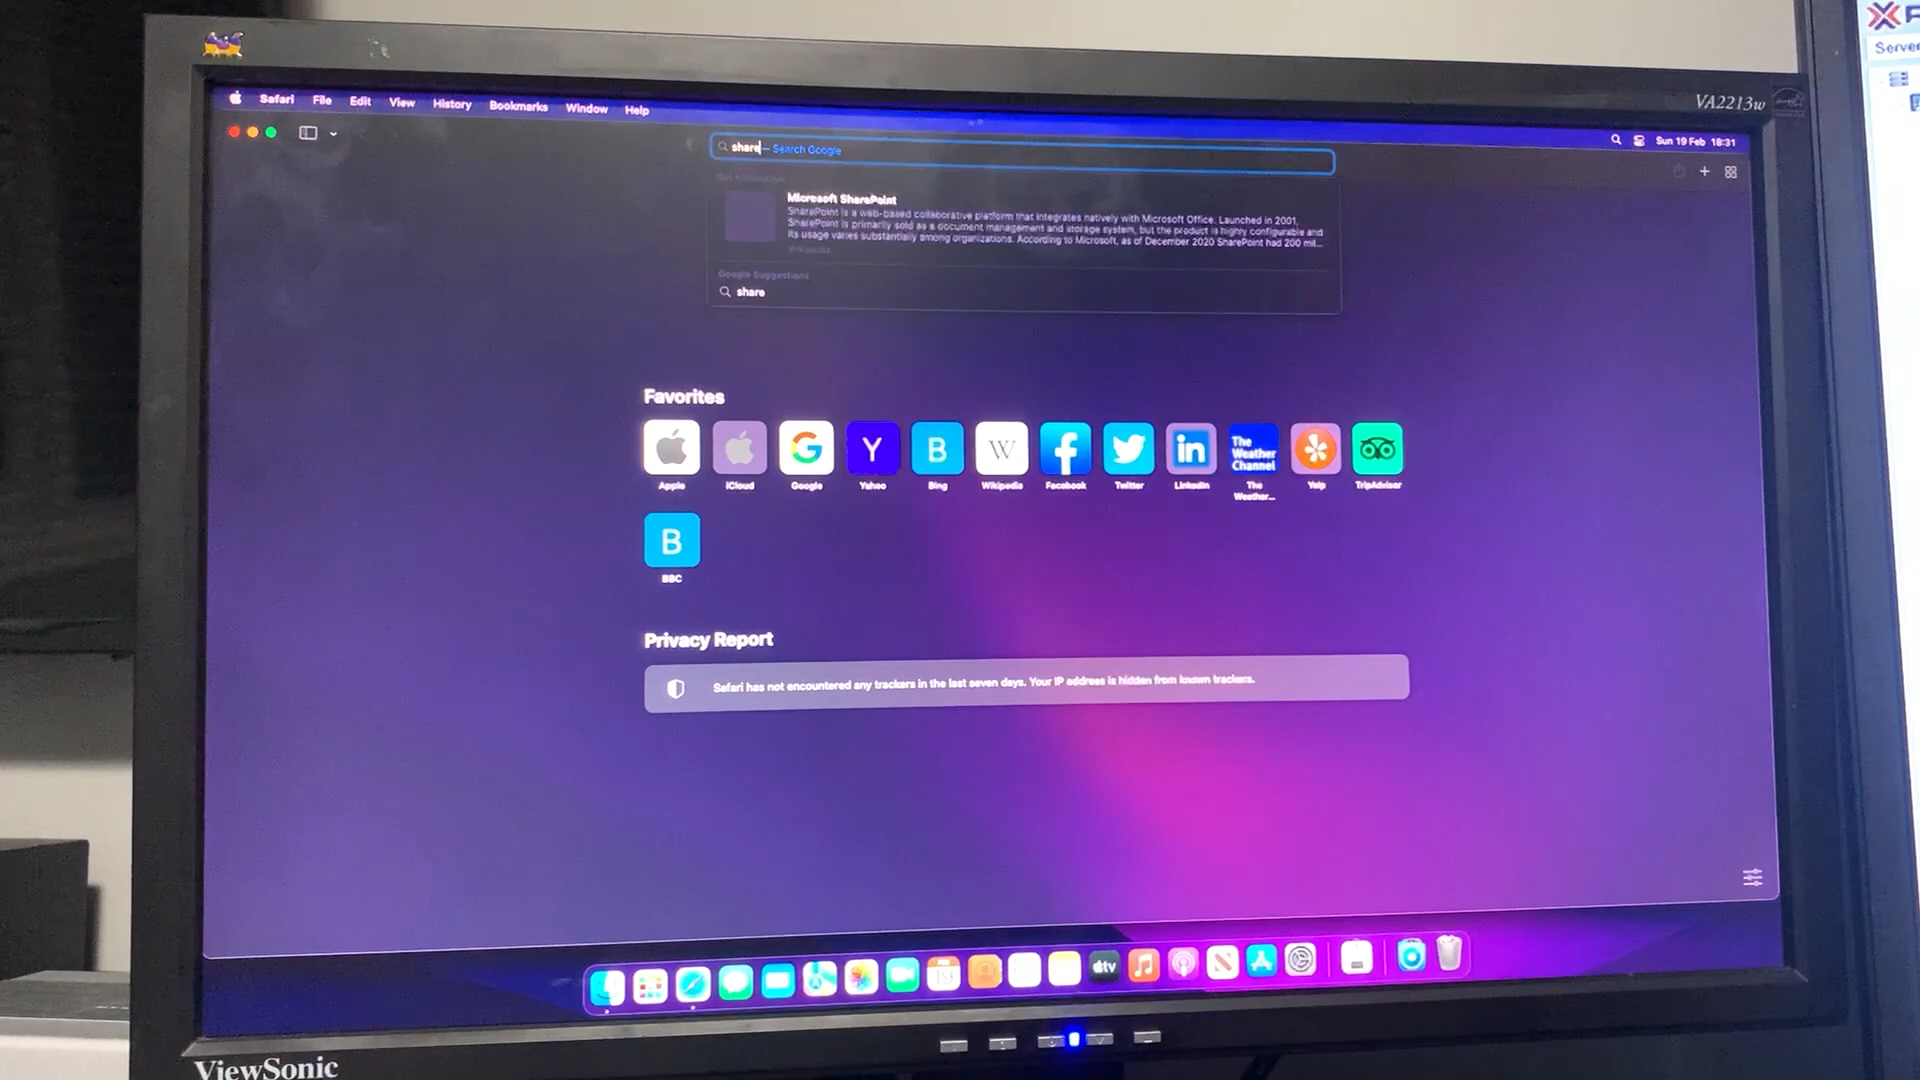 VA2213w
Safari File Edit View History Bookmarks Window Help
Sun 19 Feb 18:31
share — Search Google
Microsoft SharePoint
SharePoint is a web-based collaborative platform that integrates natively with Microsoft Office. Launched in 2001,
SharePoint is primarily sold as a document management and storage system, but the product is highly configurable and
its usage varies substantially among organizations. According to Microsoft, as of December 2020 SharePoint had 200 mil...
Wikipedia
Google Suggestions
share
Favorites
G Y B W f in The
Weather
Channel
Apple iCloud Google Yahoo Bing Wikipedia Facebook Twitter LinkedIn The Weather... Yelp TripAdvisor
B
BBC
Privacy Report
Safari has not encountered any trackers in the last seven days. Your IP address is hidden from known trackers.
19
tv
ViewSonic
Server